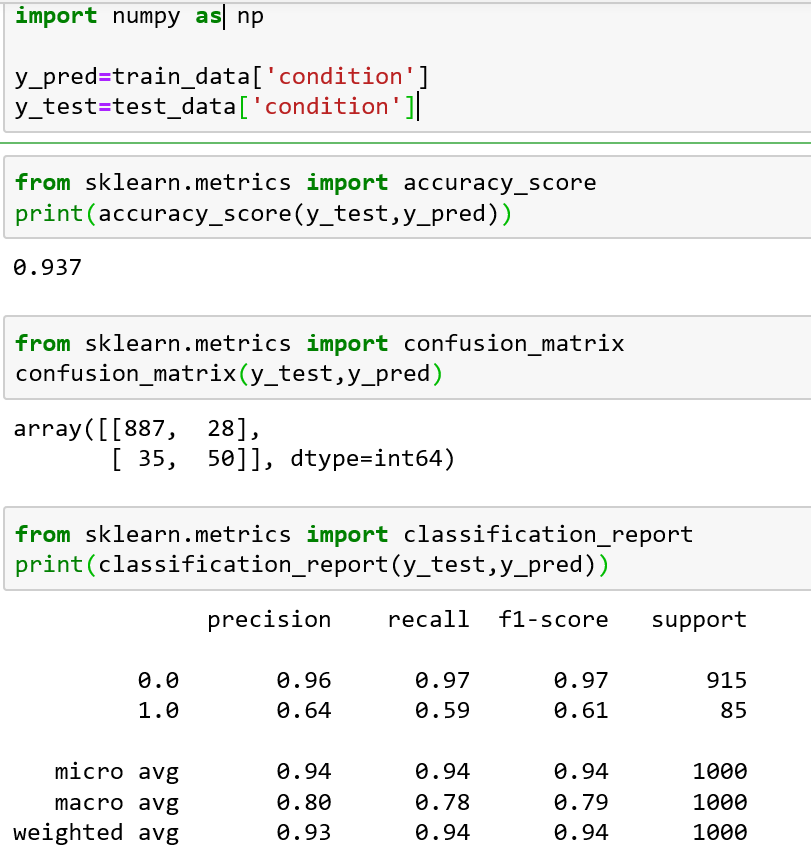 import numpy as np
y_pred=train_data['condition']
y_test=test_data['condition']
from sklearn.metrics import accuracy_score
print(accuracy_score(y_test,y_pred))
0.937
from sklearn.metrics import confusion_matrix
confusion_matrix(y_test,y_pred)
array([[887,  28],
       [ 35,  50]], dtype=int64)
from sklearn.metrics import classification_report
print(classification_report(y_test,y_pred))
              precision    recall  f1-score   support
         0.0       0.96      0.97      0.97       915
         1.0       0.64      0.59      0.61        85
   micro avg       0.94      0.94      0.94      1000
   macro avg       0.80      0.78      0.79      1000
weighted avg       0.93      0.94      0.94      1000